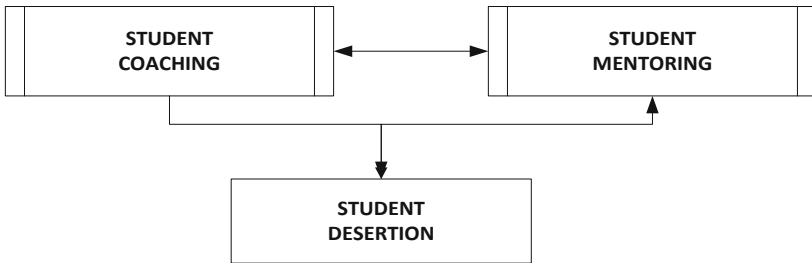 STUDENT
COACHING
STUDENT
MENTORING
STUDENT
DESERTION